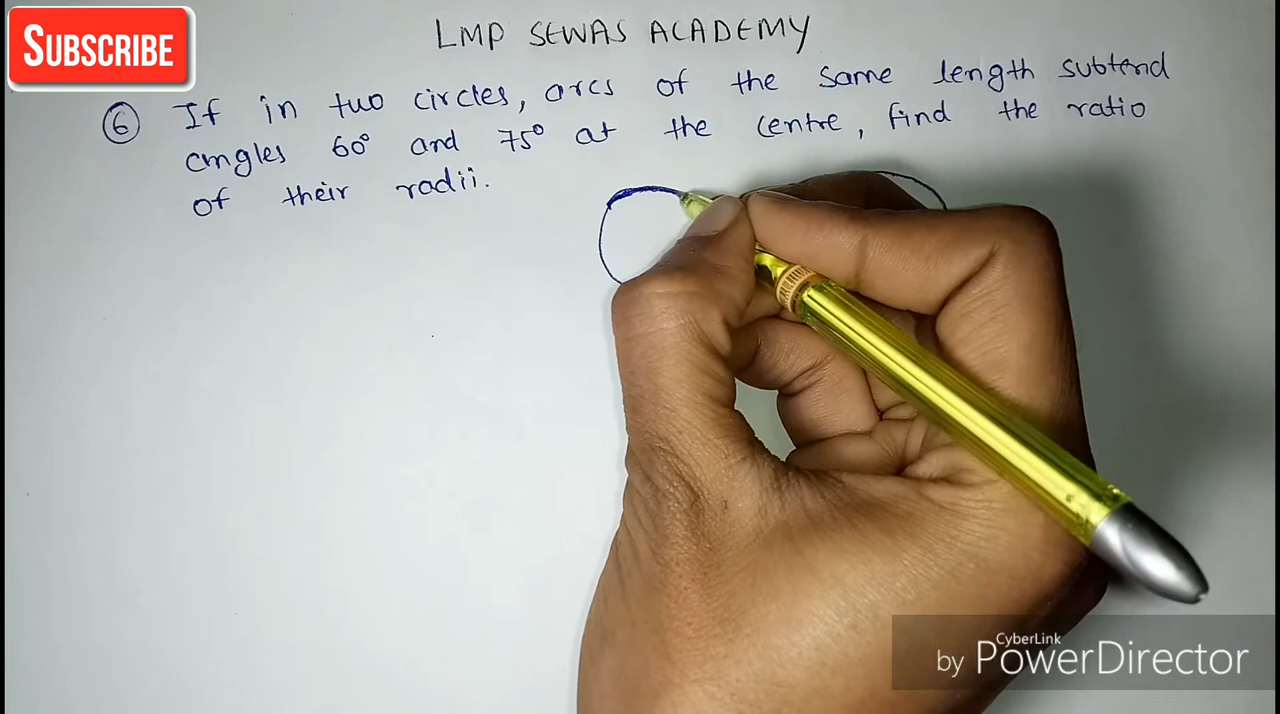 SUBSCRIBE
LMP SEWAS ACADEMY
6 If in two circles, arcs of the same length subtend
angles 60° and 75° at the centre, find the ratio
of their radii.
CyberLink
by PowerDirector